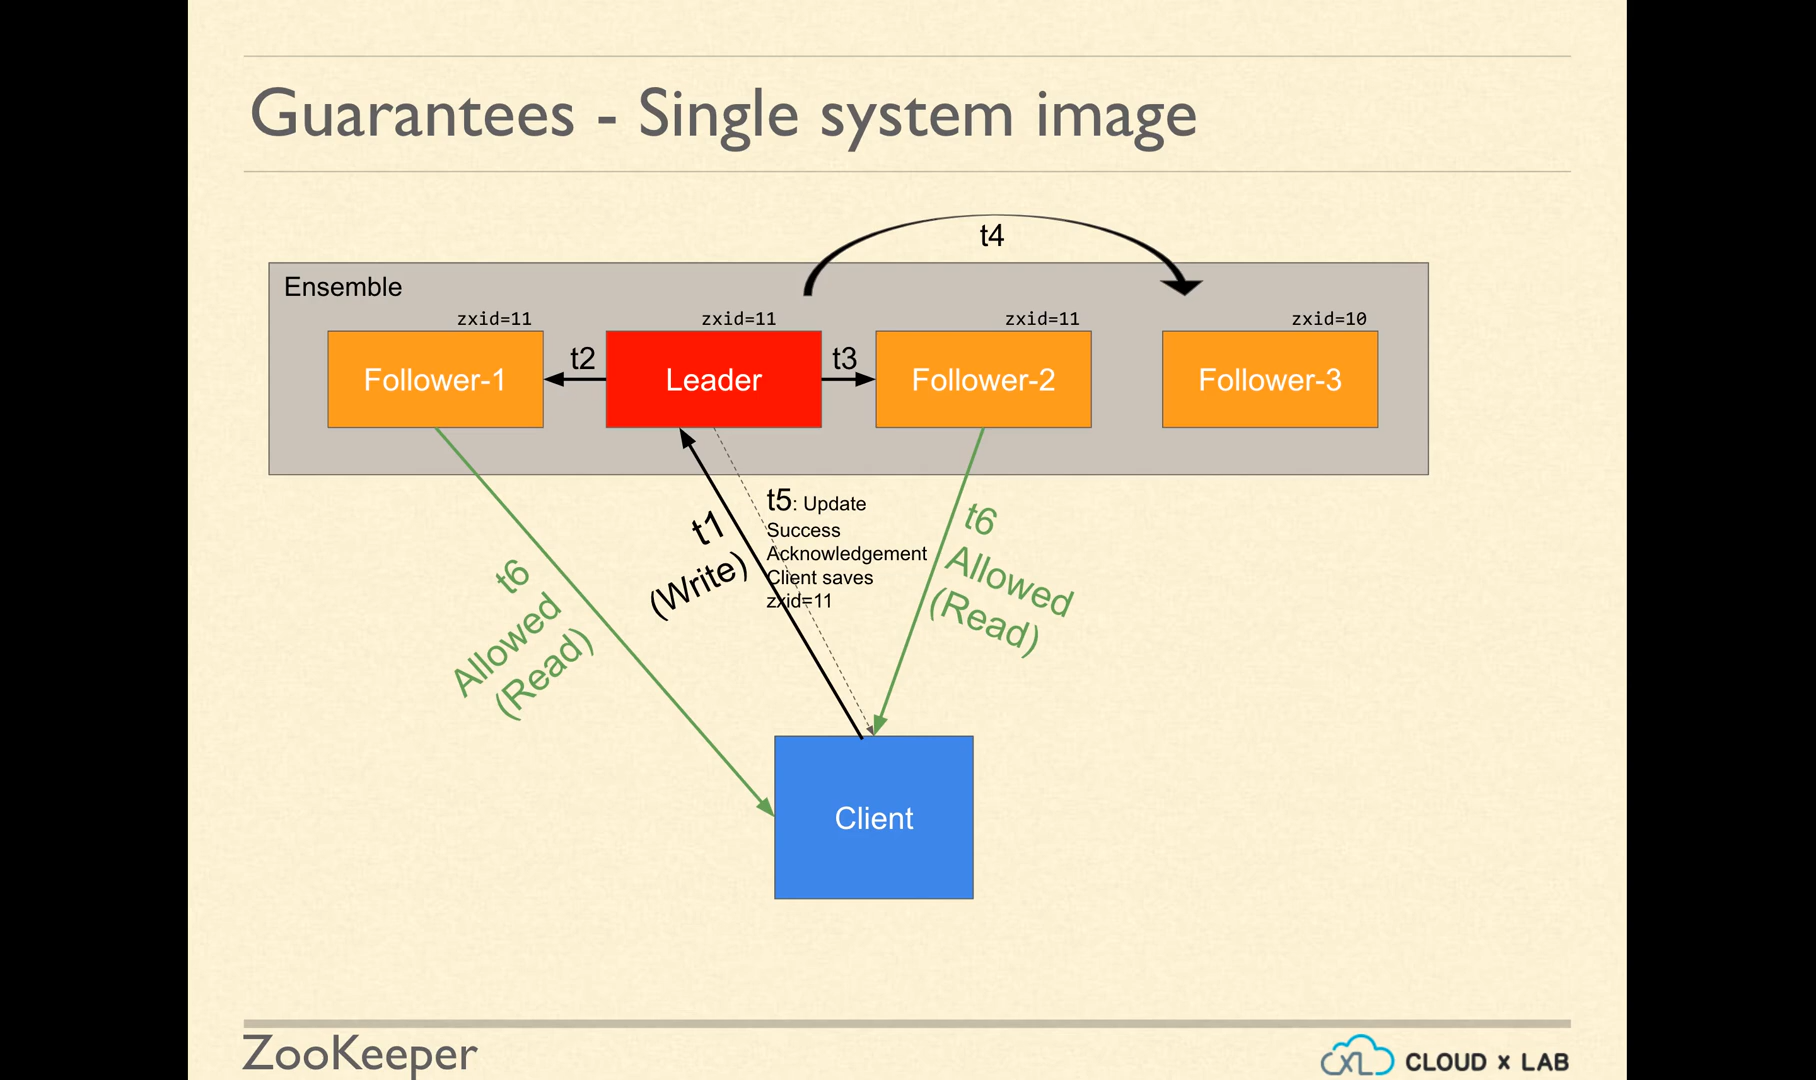 Guarantees - Single system image
t4
Ensemble
zxid=11
zxid=11
zxid=11
zxid=10
Follower-1
t2
Leader
t3
Follower-2
Follower-3
t1
(Write)
t5: Update
Success
Acknowledgement
Client saves
zxid=11
t6
Allowed
(Read)
t6
Allowed
(Read)
Client
ZooKeeper
CXL CLOUD x LAB